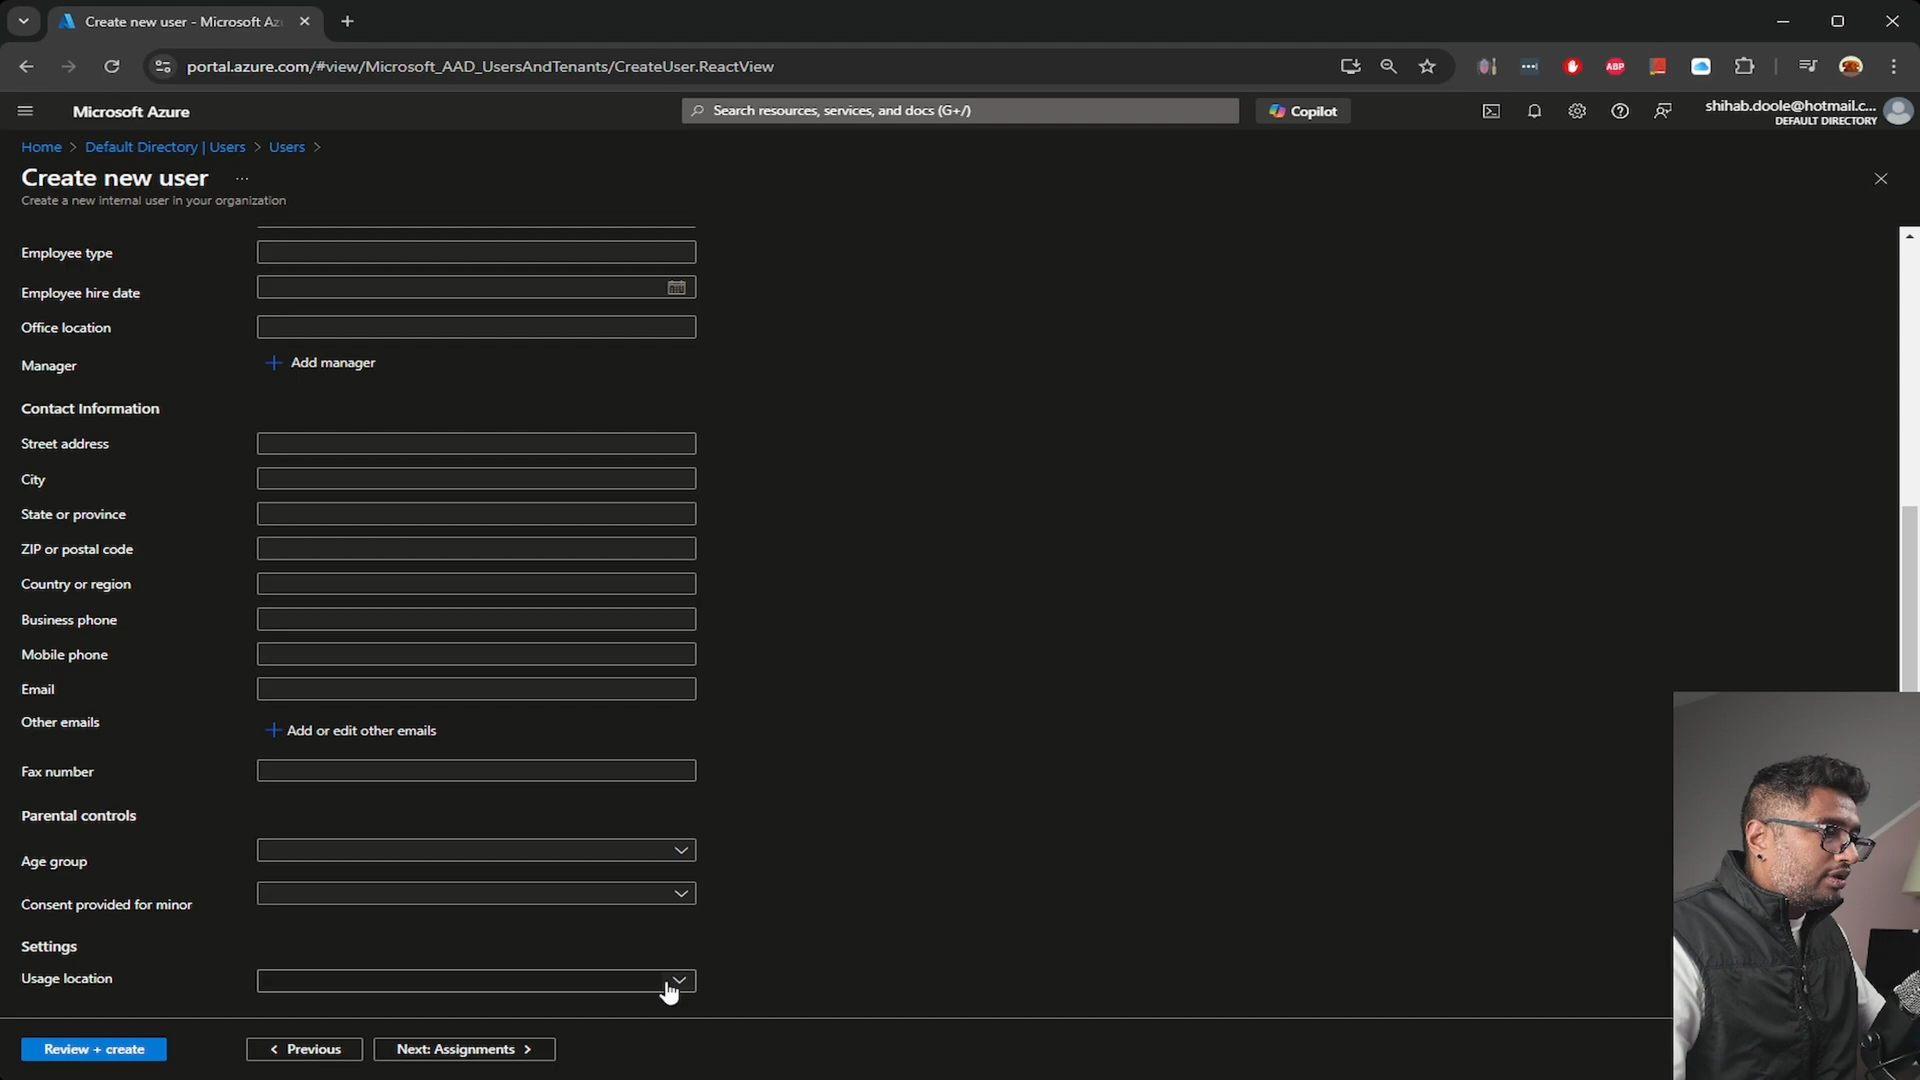 Create new user - Microsoft Az
portal.azure.com/#view/Microsoft_AAD_UsersAndTenants/CreateUser.ReactView
ABP
Microsoft Azure
Search resources, services, and docs (G+/)
Copilot
shihab.doole@hotmail.c...
DEFAULT DIRECTORY
Home > Default Directory | Users > Users >
Create new user ...
Create a new internal user in your organization
Employee type
Employee hire date
Office location
Manager
+ Add manager
Contact Information
Street address
City
State or province
ZIP or postal code
Country or region
Business phone
Mobile phone
Email
Other emails
+ Add or edit other emails
Fax number
Parental controls
Age group
Consent provided for minor
Settings
Usage location
Review + create
< Previous
Next: Assignments >